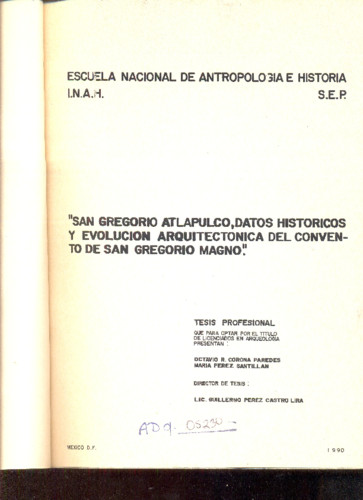 ESCUELA NACIONAL DE ANTROPOLOGIA E HISTORIA
I.N.A.H. S.E.P.
"SAN GREGORIO ATLAPULCO, DATOS HISTORICOS
Y EVOLUCION ARQUITECTONICA DEL CONVEN-
TO DE SAN GREGORIO MAGNO".
TESIS PROFESIONAL
QUE PARA OPTAR POR EL TITULO
DE LICENCIADOS EN ARQUEOLOGIA
PRESENTAN :
OCTAVIO R. CORONA PAREDES
MARIA PEREZ SANTILLAN
DIRECTOR DE TESIS :
LIC. GUILLERMO PEREZ CASTRO LIRA
ADq. 05290
MEXICO D.F. 1990